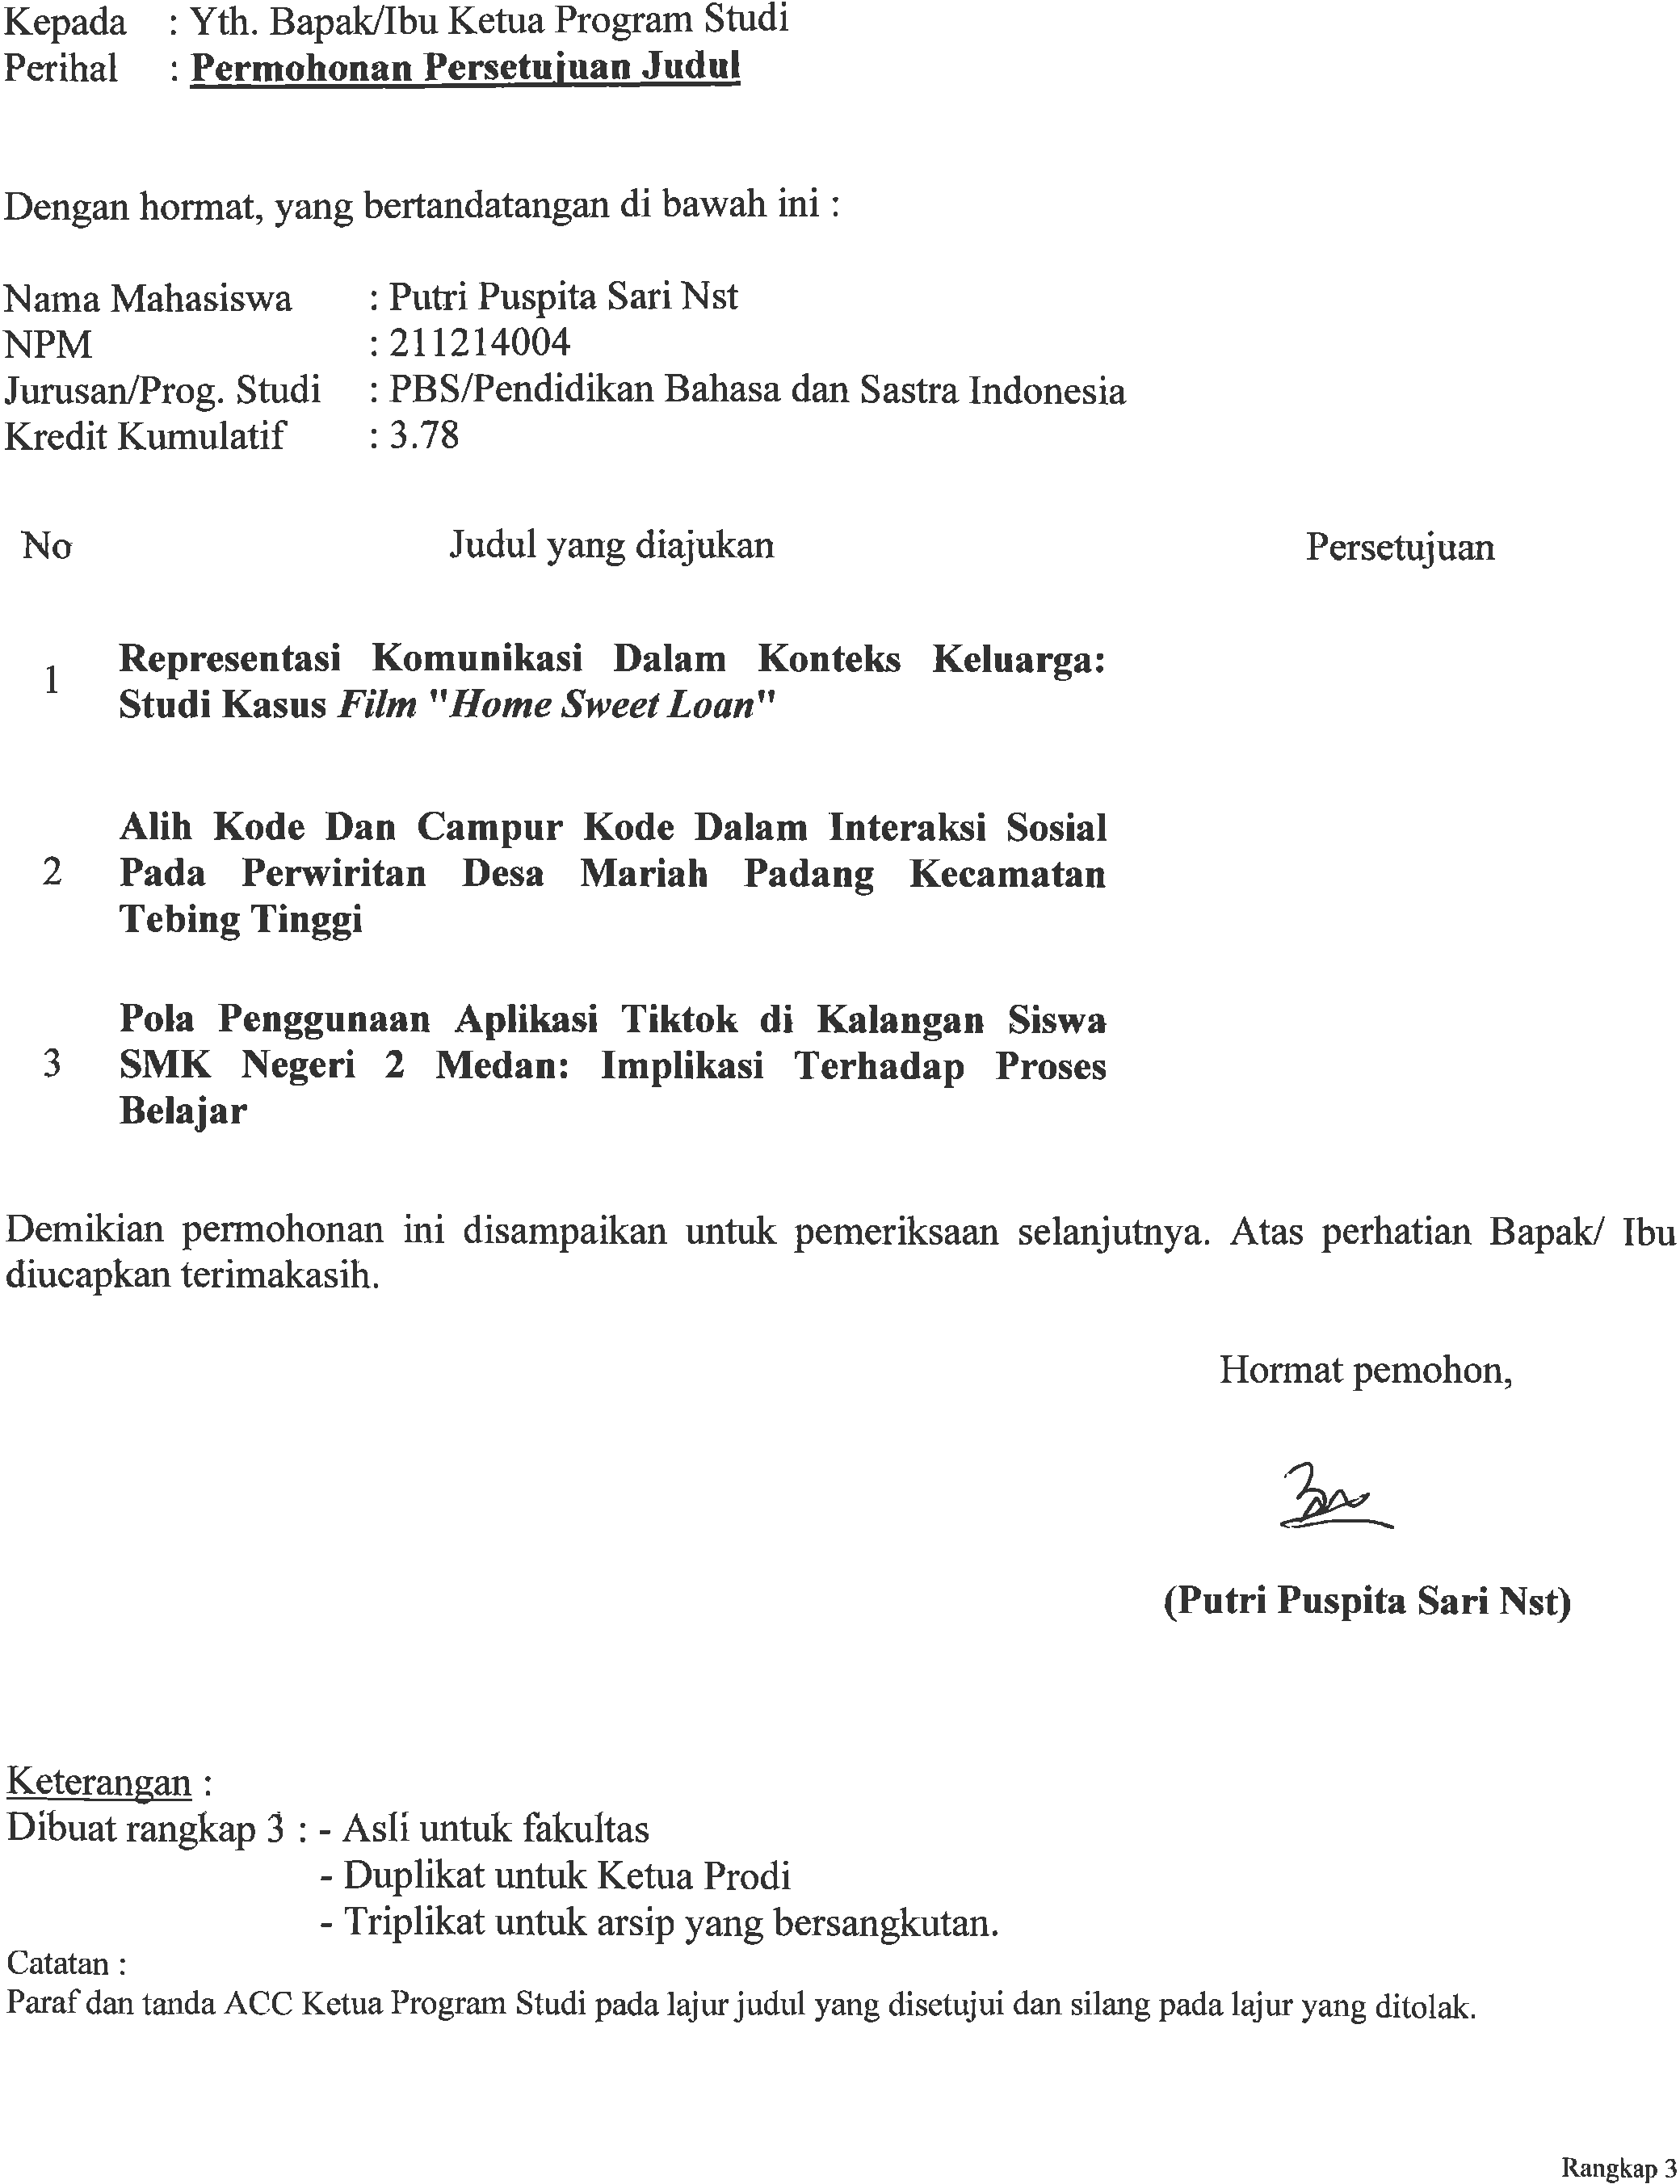 Kepada : Yth. Bapak/Ibu Ketua Program Studi
Perihal : Permohonan Persetujuan Judul
Dengan hormat, yang bertandatangan di bawah ini :
Nama Mahasiswa : Putri Puspita Sari Nst
NPM : 211214004
Jurusan/Prog. Studi : PBS/Pendidikan Bahasa dan Sastra Indonesia
Kredit Kumulatif : 3.78
No Judul yang diajukan Persetujuan
1 Representasi Komunikasi Dalam Konteks Keluarga:
Studi Kasus Film "Home Sweet Loan"
Alih Kode Dan Campur Kode Dalam Interaksi Sosial
2 Pada Perwiritan Desa Mariah Padang Kecamatan
Tebing Tinggi
Pola Penggunaan Aplikasi Tiktok di Kalangan Siswa
3 SMK Negeri 2 Medan: Implikasi Terhadap Proses
Belajar
Demikian permohonan ini disampaikan untuk pemeriksaan selanjutnya. Atas perhatian Bapak/ Ibu
diucapkan terimakasih.
Hormat pemohon,
(Putri Puspita Sari Nst)
Keterangan :
Dibuat rangkap 3 : - Asli untuk fakultas
- Duplikat untuk Ketua Prodi
- Triplikat untuk arsip yang bersangkutan.
Catatan :
Paraf dan tanda ACC Ketua Program Studi pada lajur judul yang disetujui dan silang pada lajur yang ditolak.
Rangkap 3